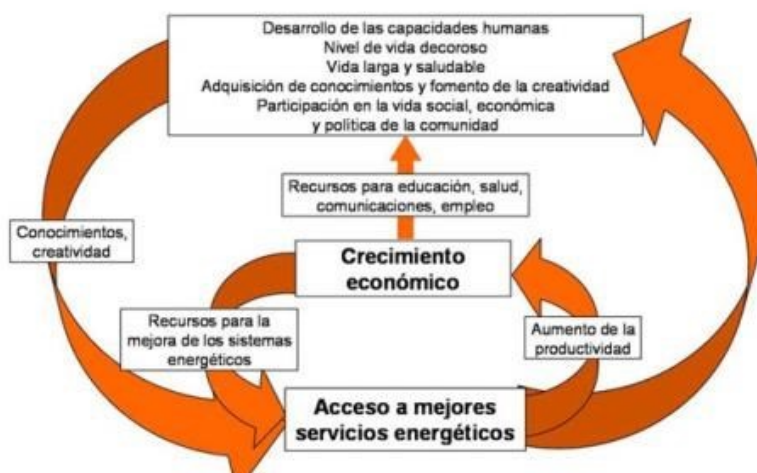 Desarrollo de las capacidades humanas
Nivel de vida decoroso
Vida larga y saludable
Adquisición de conocimientos y fomento de la creatividad
Participación en la vida social, económica
y política de la comunidad
Recursos para educación, salud,
comunicaciones, empleo
Conocimientos,
creatividad
Crecimiento
económico
Recursos para la
mejora de los sistemas
energéticos
Aumento de la
productividad
Acceso a mejores
servicios energéticos